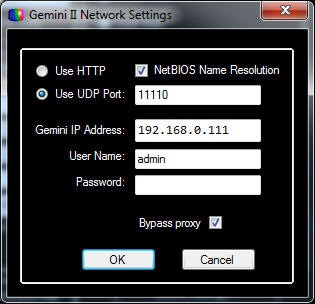 Gemini II Network Settings
Use HTTP NetBIOS Name Resolution
Use UDP Port: 11110
Gemini IP Address: 192.168.0.111
User Name: admin
Password:
Bypass proxy
OK Cancel